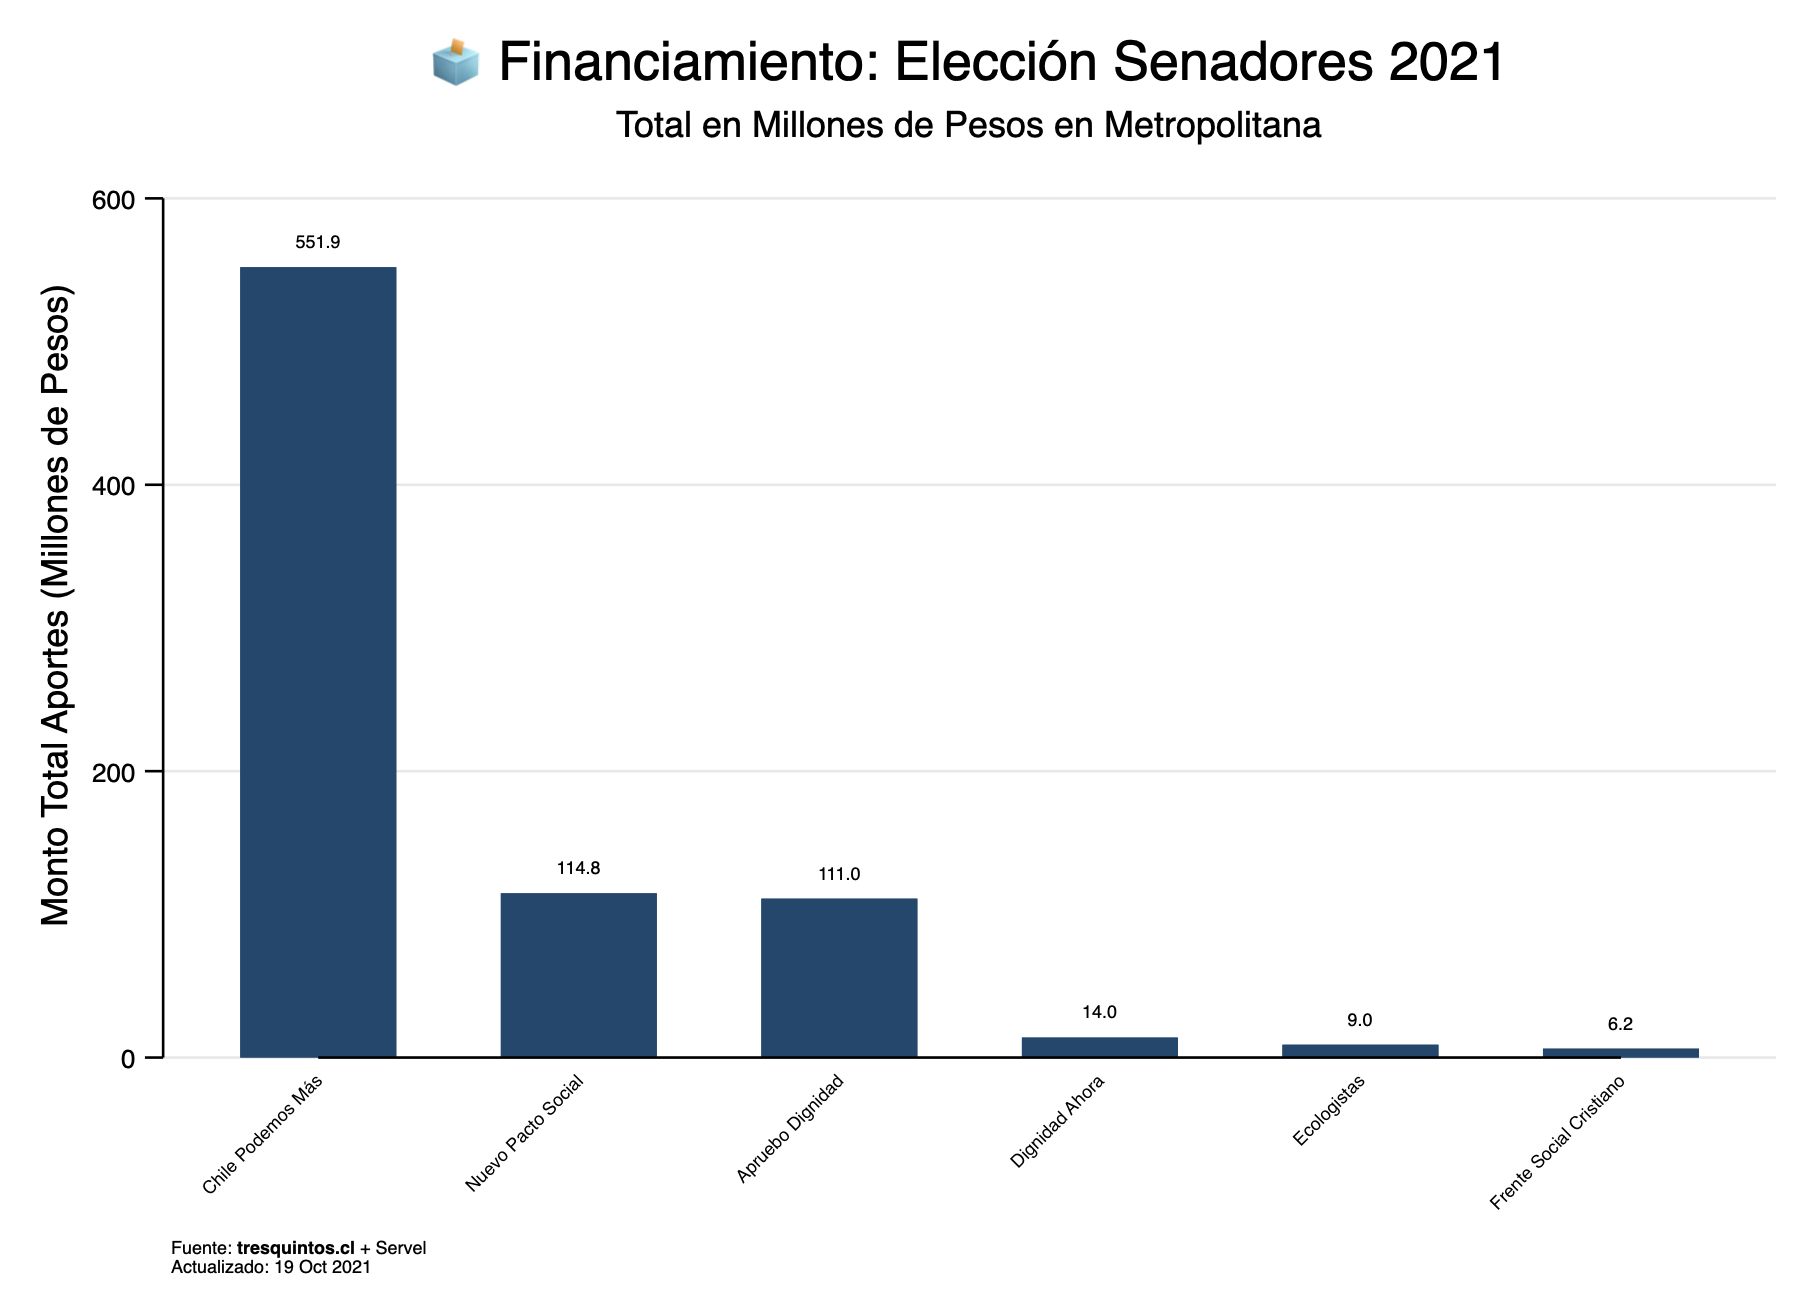 Financiamiento: Elección Senadores 2021
Total en Millones de Pesos en Metropolitana
Monto Total Aportes (Millones de Pesos)
600
400
200
0
551.9
114.8
111.0
14.0
9.0
6.2
Chile Podemos Más
Nuevo Pacto Social
Apruebo Dignidad
Dignidad Ahora
Ecologistas
Frente Social Cristiano
Fuente: tresquintos.cl + Servel
Actualizado: 19 Oct 2021